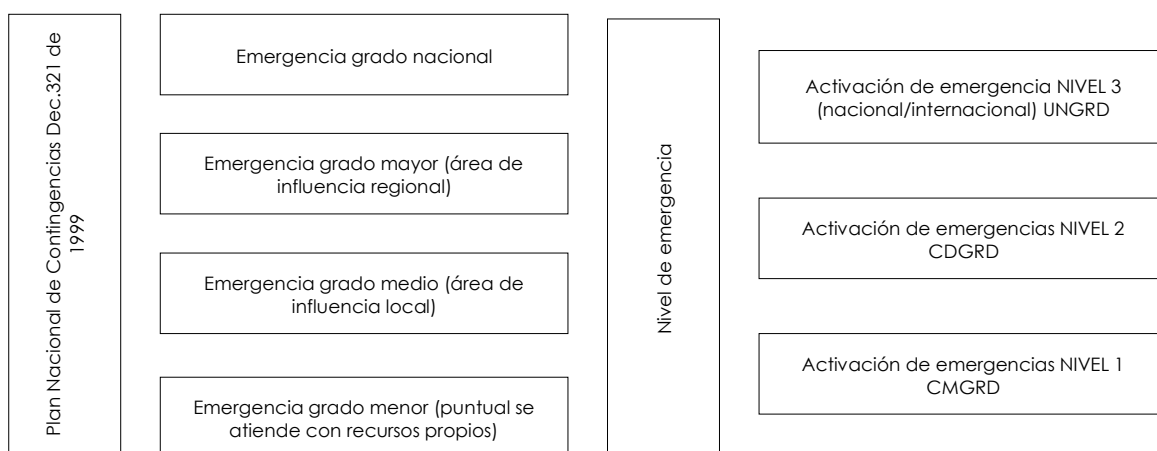 Plan Nacional de Contingencias Dec.321 de
1999
Emergencia grado nacional
Emergencia grado mayor (área de
influencia regional)
Emergencia grado medio (área de
influencia local)
Emergencia grado menor (puntual se
atiende con recursos propios)
Nivel de emergencia
Activación de emergencia NIVEL 3
(nacional/internacional) UNGRD
Activación de emergencias NIVEL 2
CDGRD
Activación de emergencias NIVEL 1
CMGRD